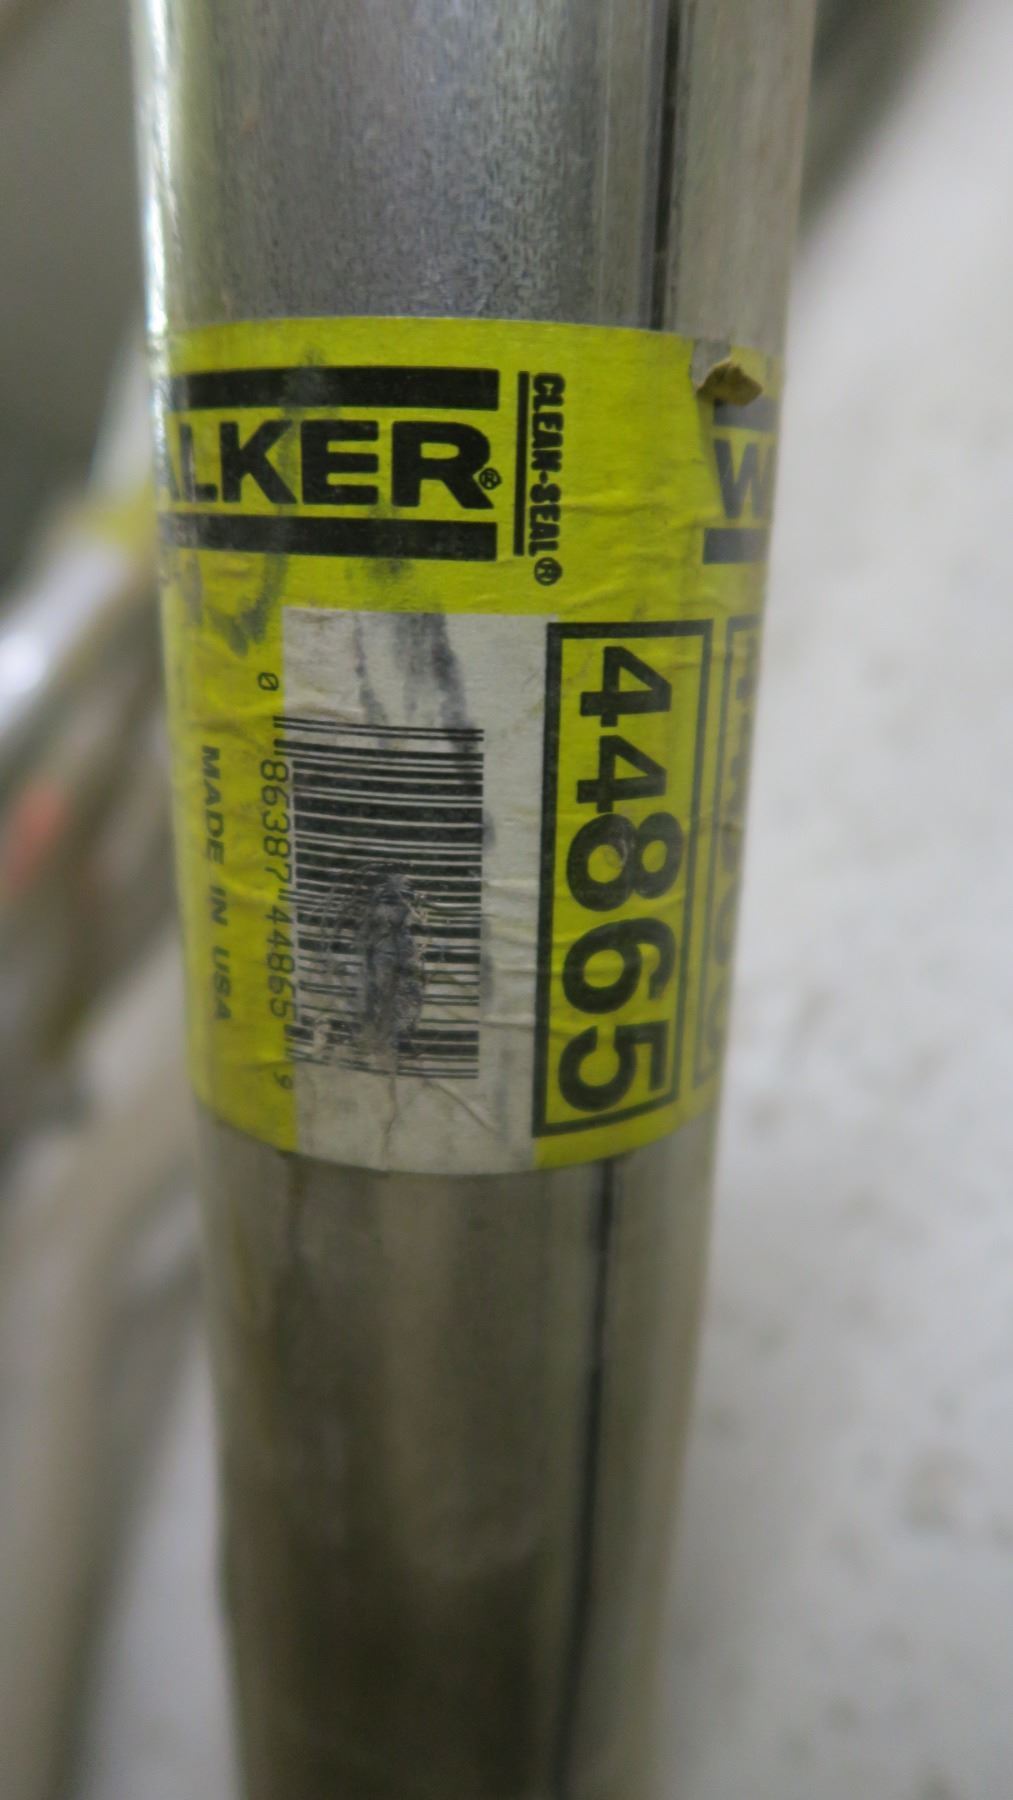 ALKER®
CLEAN-SEAL®
W
44865
0 86387 44865 9
MADE IN USA